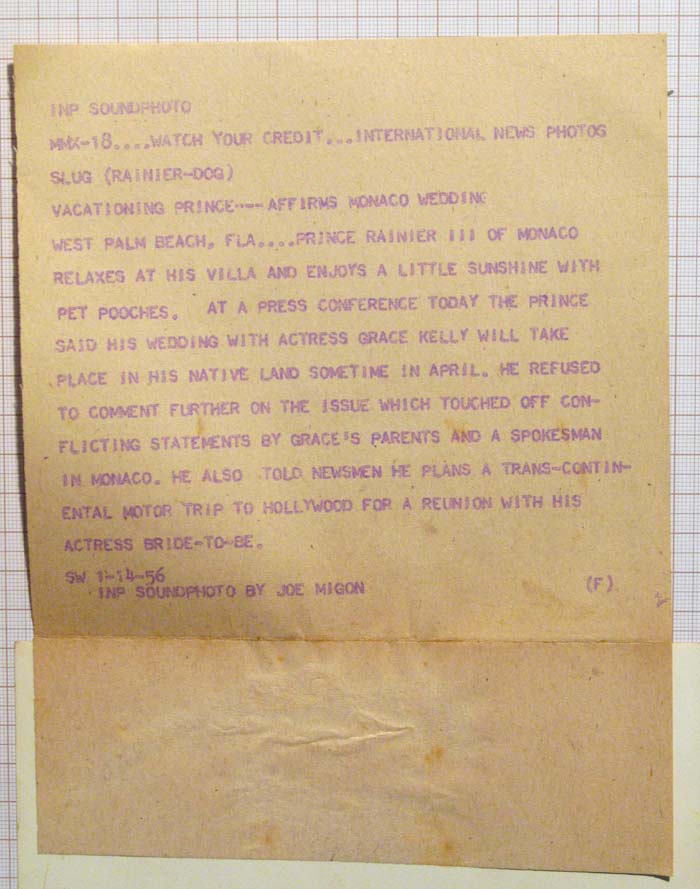 INP SOUNDPHOTO
MMX-18....WATCH YOUR CREDIT...INTERNATIONAL NEWS PHOTOS
SLUG (RAINIER-DOG)
VACATIONING PRINCE----AFFIRMS MONACO WEDDING
WEST PALM BEACH, FLA....PRINCE RAINIER III OF MONACO
RELAXES AT HIS VILLA AND ENJOYS A LITTLE SUNSHINE WITH
PET POOCHES. AT A PRESS CONFERENCE TODAY THE PRINCE
SAID HIS WEDDING WITH ACTRESS GRACE KELLY WILL TAKE
PLACE IN HIS NATIVE LAND SOMETIME IN APRIL. HE REFUSED
TO COMMENT FURTHER ON THE ISSUE WHICH TOUCHED OFF CON-
FLICTING STATEMENTS BY GRACE'S PARENTS AND A SPOKESMAN
IN MONACO. HE ALSO TOLD NEWSMEN HE PLANS A TRANS-CONTIN-
ENTAL MOTOR TRIP TO HOLLYWOOD FOR A REUNION WITH HIS
ACTRESS BRIDE-TO-BE.
SW 1-14-56
INP SOUNDPHOTO BY JOE MIGON (F)